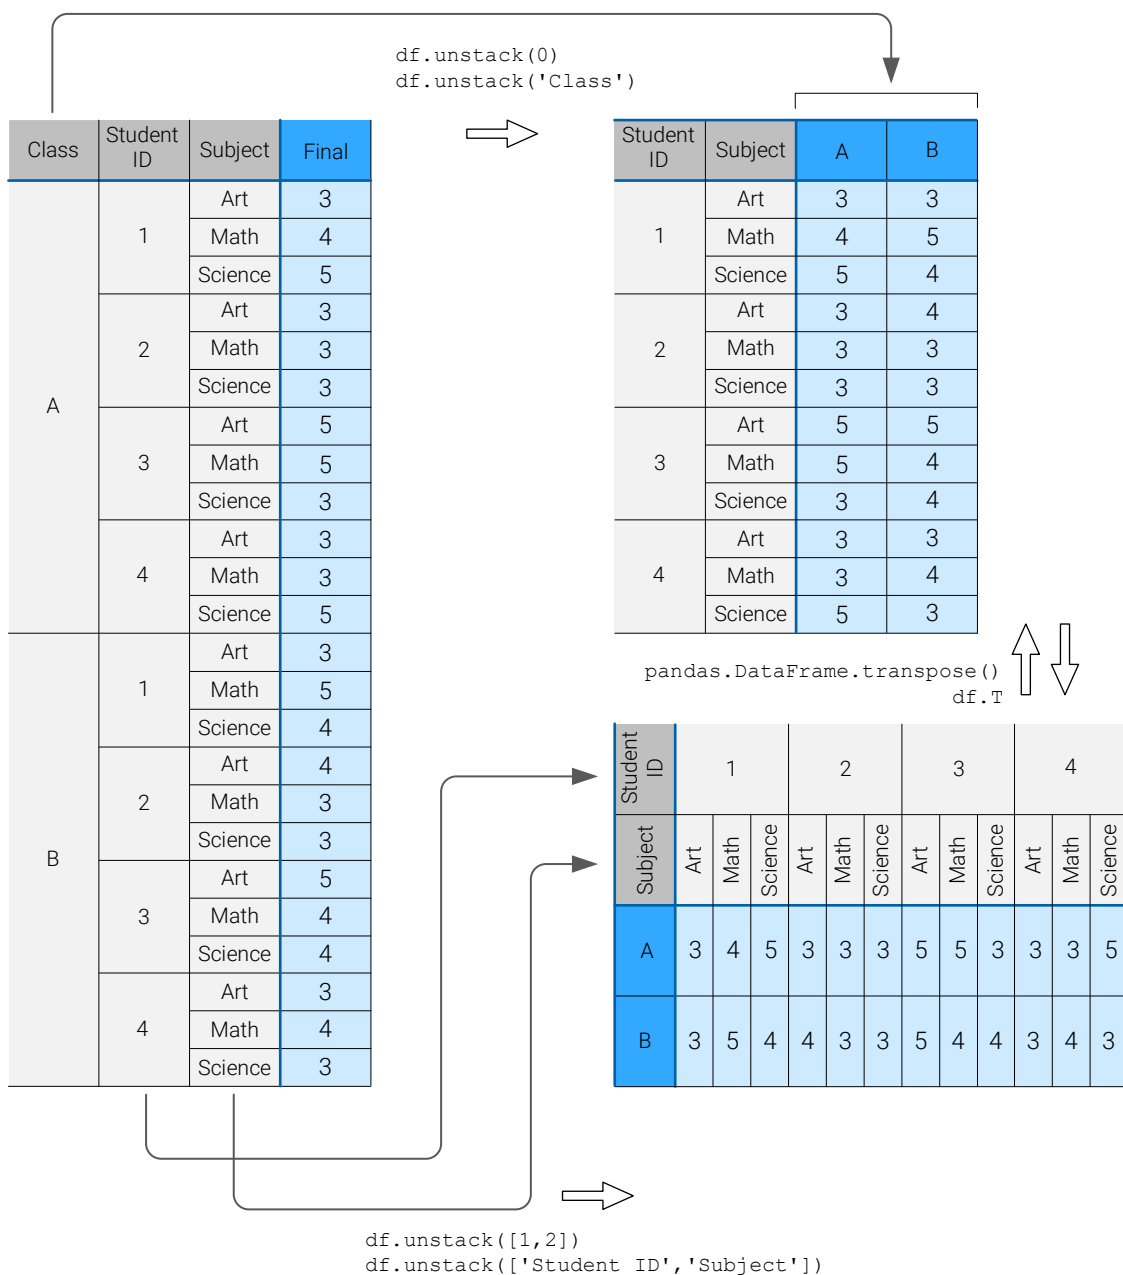 df.unstack(0)
df.unstack('Class')
Class Student ID Subject Final
A 1 Art 3
Math 4
Science 5
2 Art 3
Math 3
Science 3
3 Art 5
Math 5
Science 3
4 Art 3
Math 3
Science 5
B 1 Art 3
Math 5
Science 4
2 Art 4
Math 3
Science 3
3 Art 5
Math 4
Science 4
4 Art 3
Math 4
Science 3
Student ID Subject A B
1 Art 3 3
Math 4 5
Science 5 4
2 Art 3 4
Math 3 3
Science 3 3
3 Art 5 5
Math 5 4
Science 3 4
4 Art 3 3
Math 3 4
Science 5 3
pandas.DataFrame.transpose()
df.T
Student ID 1 2 3 4
Subject Art Math Science Art Math Science Art Math Science Art Math Science
A 3 4 5 3 3 3 5 5 3 3 3 5
B 3 5 4 4 3 3 5 4 4 3 4 3
df.unstack([1,2])
df.unstack(['Student ID','Subject'])